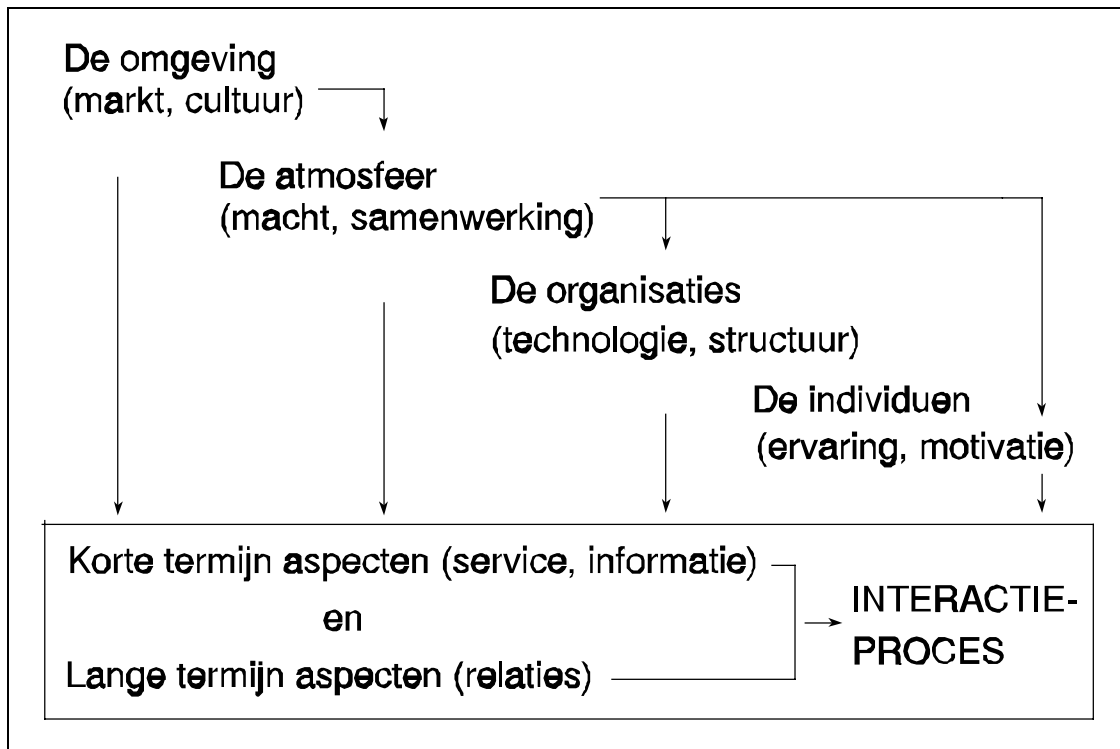 De omgeving
(markt, cultuur)
De atmosfeer
(macht, samenwerking)
De organisaties
(technologie, structuur)
De individuen
(ervaring, motivatie)
Korte termijn aspecten (service, informatie)
en
Lange termijn aspecten (relaties)
INTERACTIE-
PROCES